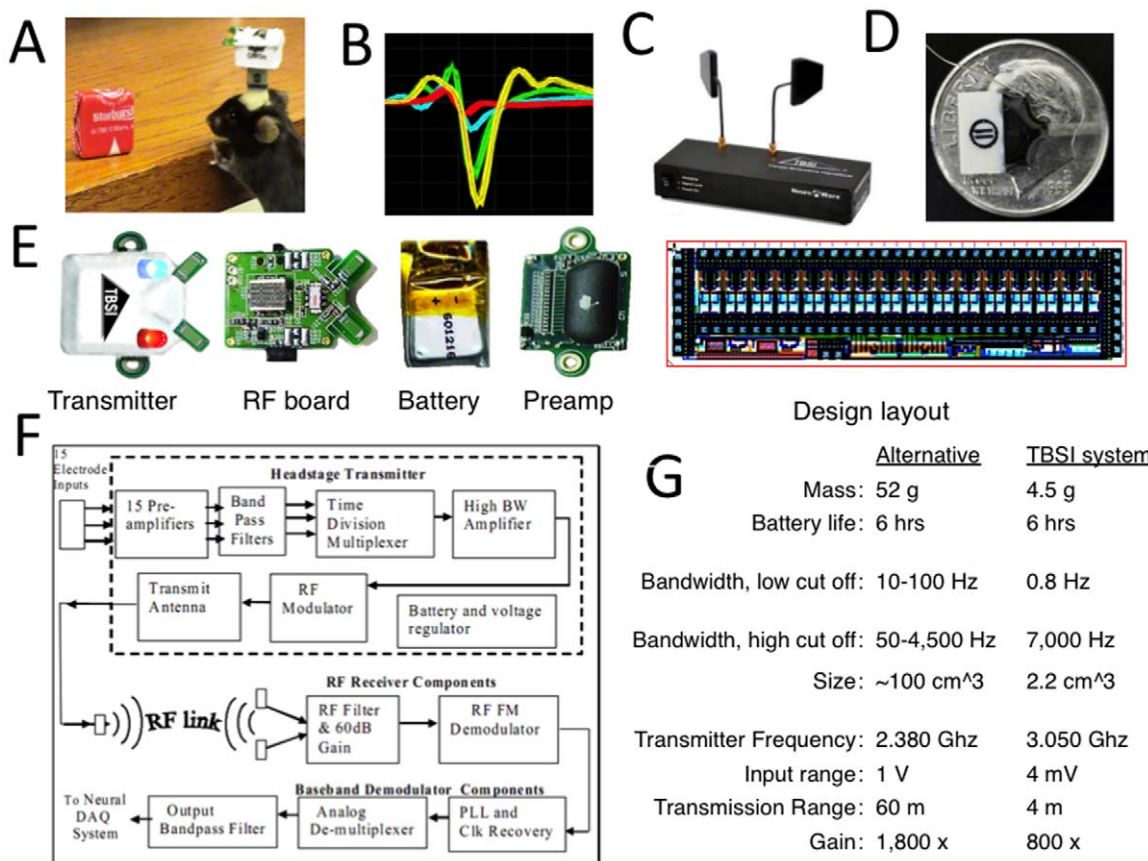 A
B
C
D
Starburst
TBSI
NeuroWare
LIBERTY
E
TBSI
+ -
601216
Transmitter
RF board
Battery
Preamp
Design layout
F
15
Electrode
Inputs
Headstage Transmitter
15 Pre-
amplifiers
Band
Pass
Filters
Time
Division
Multiplexer
High BW
Amplifier
Transmit
Antenna
RF
Modulator
Battery and voltage
regulator
RF Receiver Components
RF link
RF Filter
& 60dB
Gain
RF FM
Demodulator
Baseband Demodulator Components
To Neural
DAQ
System
Output
Bandpass Filter
Analog
De-multiplexer
PLL and
Clk Recovery
G
Alternative TBSI system
Mass: 52 g 4.5 g
Battery life: 6 hrs 6 hrs
Bandwidth, low cut off: 10-100 Hz 0.8 Hz
Bandwidth, high cut off: 50-4,500 Hz 7,000 Hz
Size: ~100 cm^3 2.2 cm^3
Transmitter Frequency: 2.380 Ghz 3.050 Ghz
Input range: 1 V 4 mV
Transmission Range: 60 m 4 m
Gain: 1,800 x 800 x